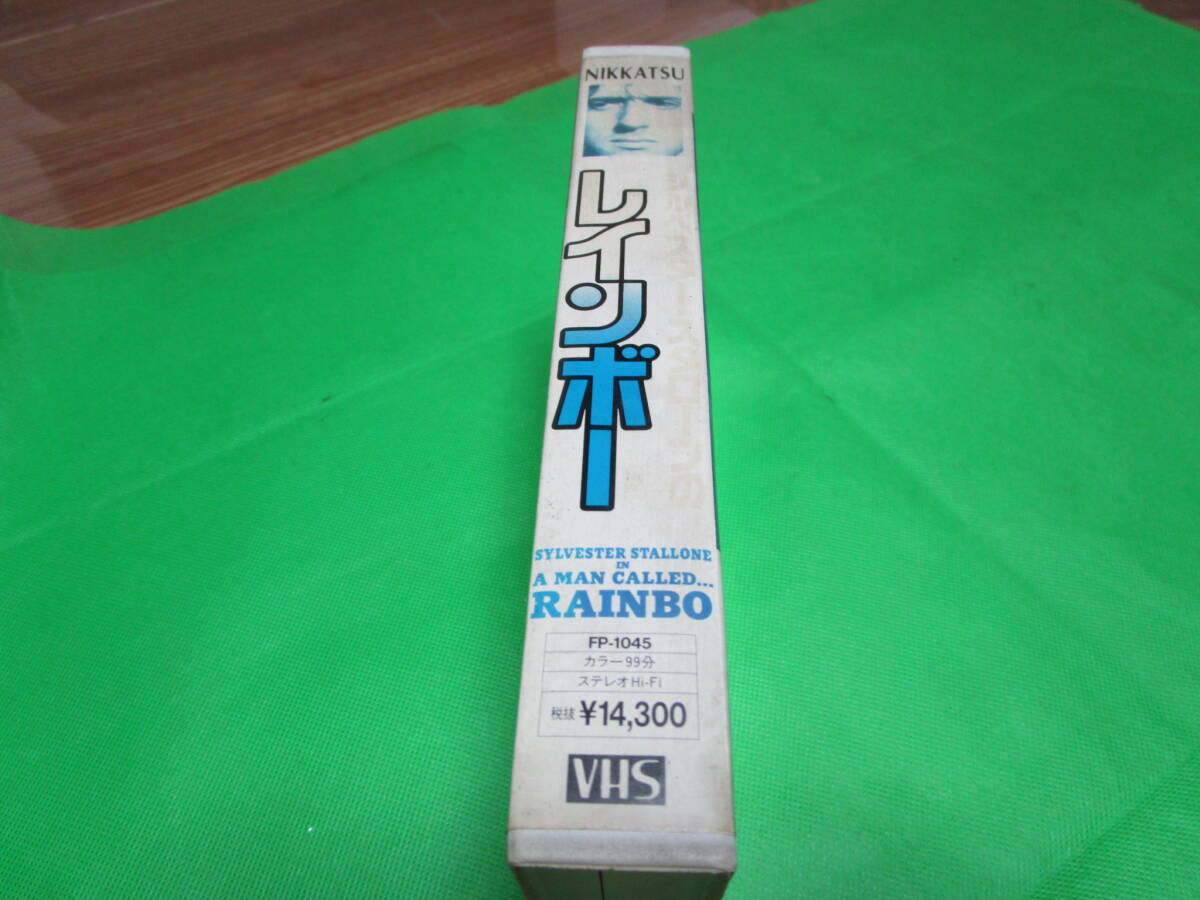 NIKKATSU
シルベスター・スタローンの
レインボー
SYLVESTER STALLONE
IN
A MAN CALLED...
RAINBO
FP-1045
カラー99分
ステレオHi-Fi
税抜 ¥14,300
VHS